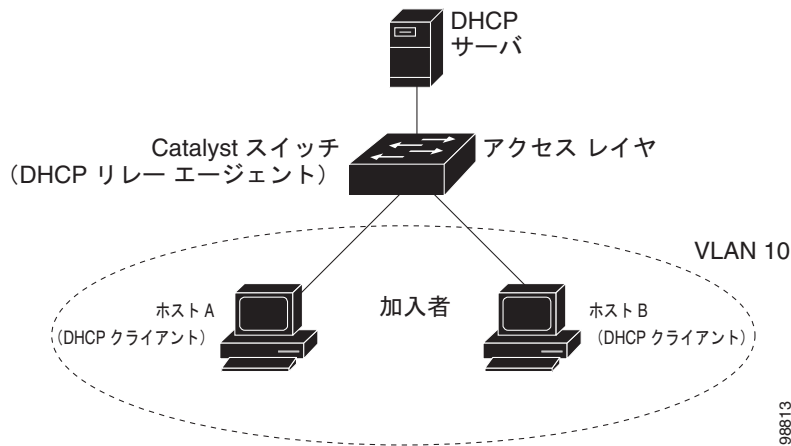 DHCP
サーバ
Catalyst スイッチ
(DHCP リレー エージェント)
アクセス レイヤ
VLAN 10
ホスト A
(DHCP クライアント)
加入者
ホスト B
(DHCP クライアント)
98813